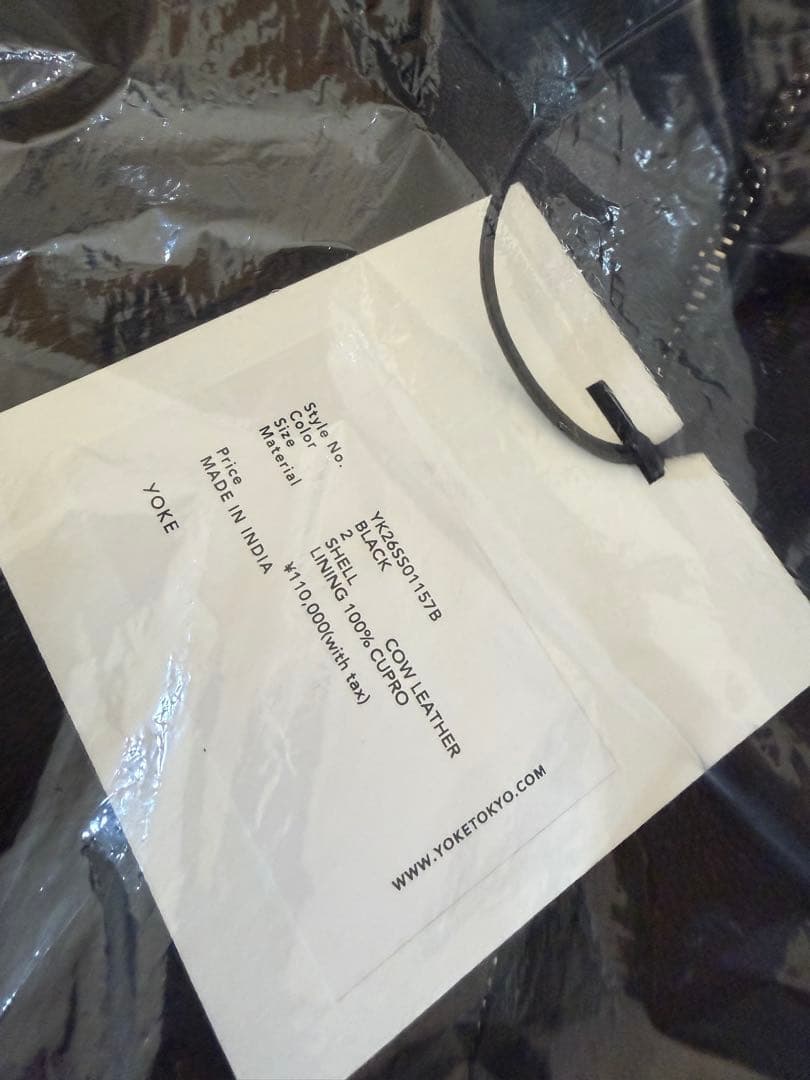 Style No. YK26SS01157B
Color BLACK
Size 2
Material SHELL COW LEATHER
LINING 100% CUPRO
Price ¥110,000(with tax)
MADE IN INDIA
YOKE
WWW.YOKETOKYO.COM